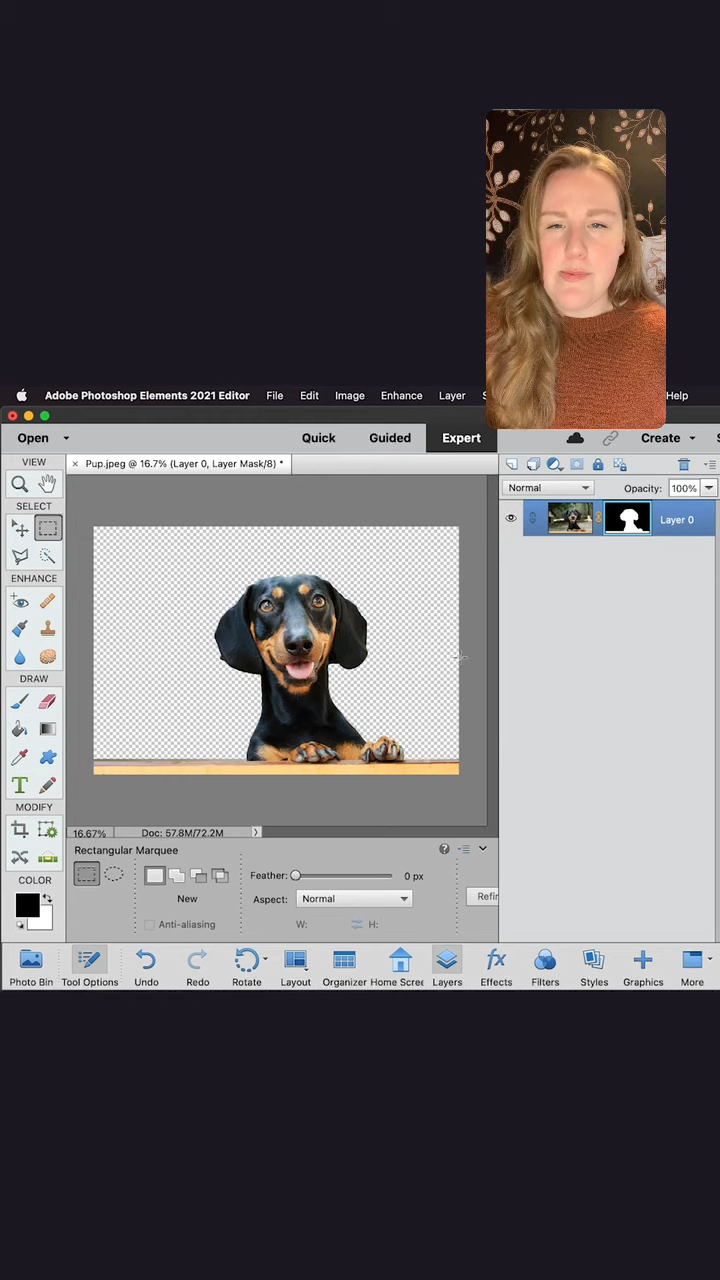 Adobe Photoshop Elements 2021 Editor File Edit Image Enhance Layer Help
Open Quick Guided Expert Create
VIEW
Pup.jpeg @ 16.7% (Layer 0, Layer Mask/8) *
Normal Opacity: 100%
SELECT
Layer 0
ENHANCE
DRAW
T
MODIFY
16.67% Doc: 57.8M/72.2M
Rectangular Marquee
Feather: 0 px
COLOR
New Aspect: Normal Refin
Anti-aliasing W: H:
fx
Photo Bin Tool Options Undo Redo Rotate Layout Organizer Home Scree Layers Effects Filters Styles Graphics More